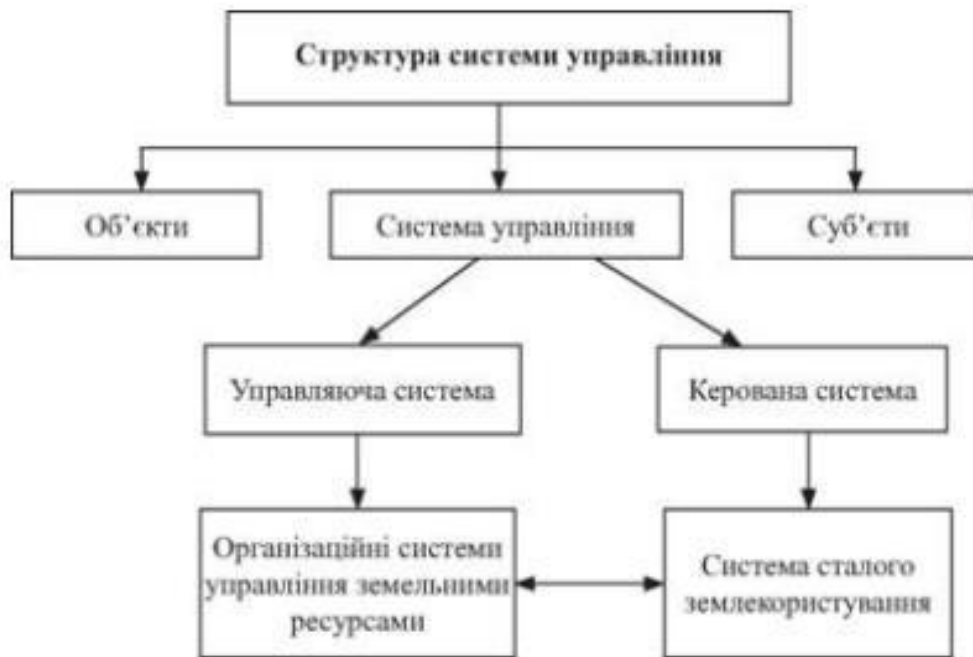 Структура системи управління
Об’єкти
Система управління
Суб’єти
Управляюча система
Керована система
Організаційні системи
управління земельними
ресурсами
Система сталого
землекористування